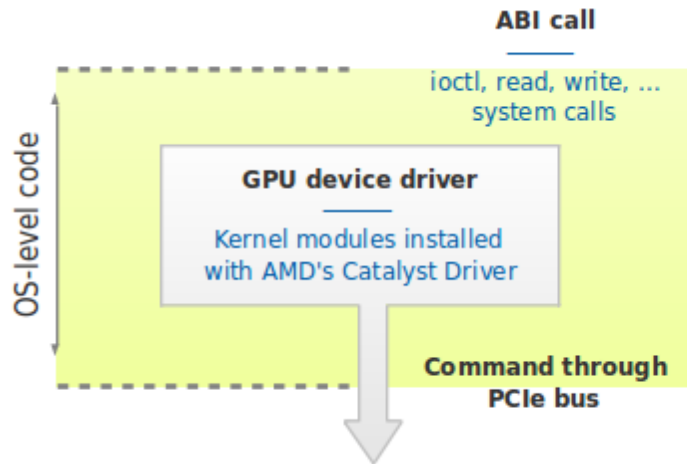 ABI call
ioctl, read, write, ...
system calls
OS-level code
GPU device driver
Kernel modules installed
with AMD's Catalyst Driver
Command through
PCIe bus